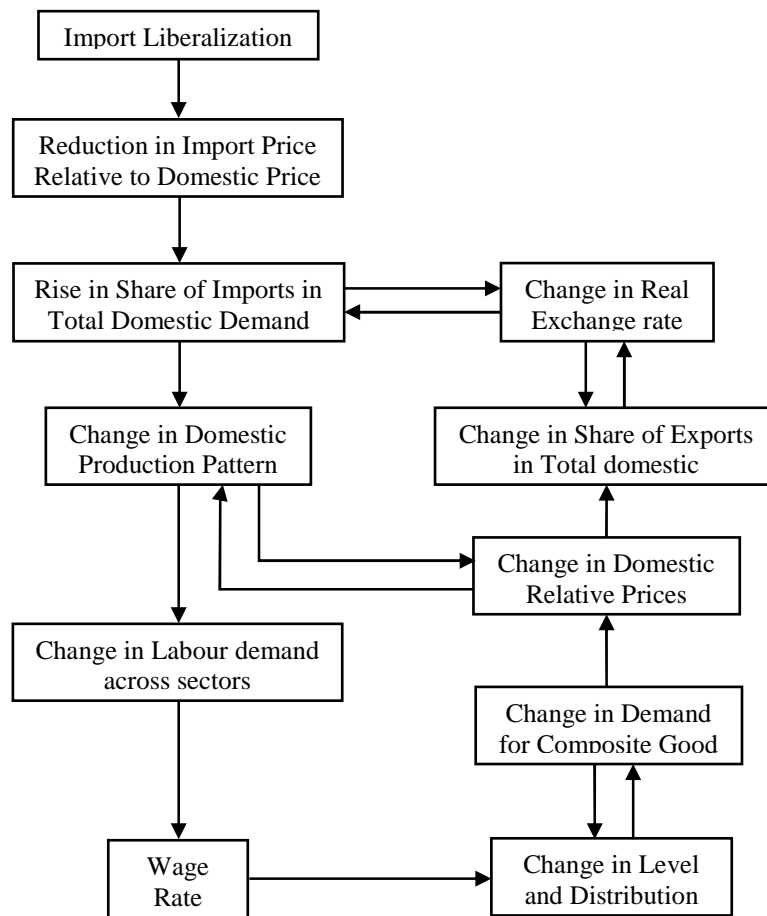 Import Liberalization
Reduction in Import Price
Relative to Domestic Price
Rise in Share of Imports in
Total Domestic Demand
Change in Real
Exchange rate
Change in Domestic
Production Pattern
Change in Share of Exports
in Total domestic
Change in Domestic
Relative Prices
Change in Labour demand
across sectors
Change in Demand
for Composite Good
Wage
Rate
Change in Level
and Distribution